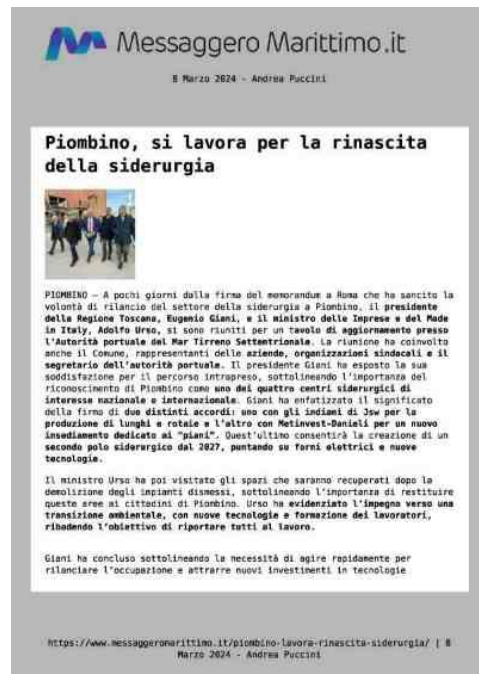 Messaggero Marittimo.it
8 Marzo 2024 - Andrea Puccini
Piombino, si lavora per la rinascita
della siderurgia
PIOMBINO – A pochi giorni dalla firma del memorandum a Roma che ha sancito la
volontà di rilancio del settore della siderurgia a Piombino, il presidente
della Regione Toscana, Eugenio Giani, e il ministro delle Imprese e del Made
in Italy, Adolfo Urso, si sono riuniti per un tavolo di aggiornamento presso
l'Autorità portuale del Mar Tirreno Settentrionale. La riunione ha coinvolto
anche il Comune, rappresentanti delle aziende, organizzazioni sindacali e il
segretario dell'autorità portuale. Il presidente Giani ha esposto la sua
soddisfazione per il percorso intrapreso, sottolineando l'importanza del
riconoscimento di Piombino come uno dei quattro centri siderurgici di
interesse nazionale e internazionale. Giani ha enfatizzato il significato
della firma di due distinti accordi: uno con gli indiani di Jsw per la
produzione di lunghi e rotaie e l'altro con Metinvest-Danieli per un nuovo
insediamento dedicato ai "piani". Quest'ultimo consentirà la creazione di un
secondo polo siderurgico dal 2027, puntando su forni elettrici e nuove
tecnologie.
Il ministro Urso ha poi visitato gli spazi che saranno recuperati dopo la
demolizione degli impianti dismessi, sottolineando l'importanza di restituire
queste aree ai cittadini di Piombino. Urso ha evidenziato l'impegno verso una
transizione ambientale, con nuove tecnologie e formazione dei lavoratori,
ribadendo l'obiettivo di riportare tutti al lavoro.
Giani ha concluso sottolineando la necessità di agire rapidamente per
rilanciare l'occupazione e attrarre nuovi investimenti in tecnologie
https://www.messaggeromarittimo.it/piombino-lavora-rinascita-siderurgia/ | 8
Marzo 2024 - Andrea Puccini